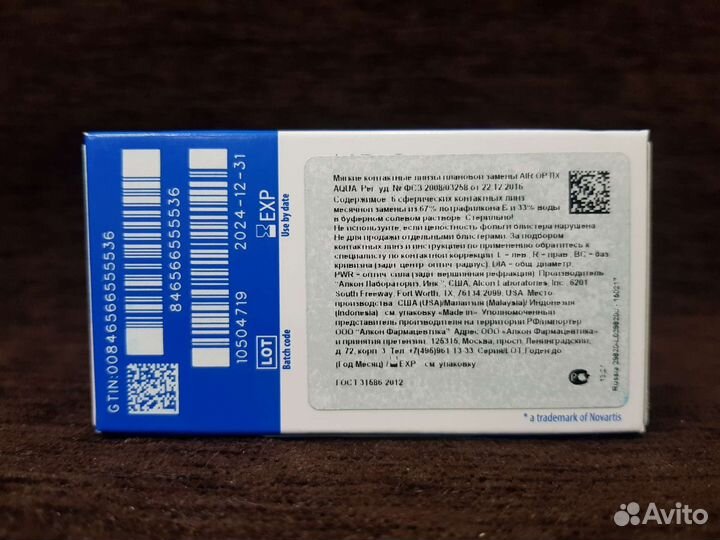 GTIN:00846566555536
846566555536
10504719
2024-12-31
LOT
EXP
Batch code
Use by date
Мягкие контактные линзы плановой замены AIR OPTIX
AQUA. Рег. уд. № ФСЗ 2008/03268 от 22.12.2016
Содержимое: 6 сферических контактных линз
месячной замены из 67% лотрафилкона Б и 33% воды
в буферном солевом растворе. Стерильно!
Не используте, если целостность фольги блистера нарушена.
Не для продажи отдельными блистерами. За подбором
контактных линз и инструкции по применению обратитесь к
специалисту по контактной коррекции. L – лев., R – прав., BC – баз.
кривизна (задн. центр. оптич. радиус), DIA – общ. диаметр,
PWR – оптич. сила (задн. вершинная рефракция). Производитель:
"Алкон Лабораториз, Инк.", США, Alcon Laboratories, Inc., 6201
South Freeway, Fort Worth, TX, 76134-2099, USA. Место
производства: США (USA)/Малайзия (Malaysia)/ Индонезия
(Indonesia) – см. упаковку «Made in». Уполномоченный
представитель производителя на территории РФ/импортер:
ООО "Алкон Фармацевтика". Адрес: ООО «Алкон Фармацевтика»
и принятия претензий: 125315, Москва, просп. Ленинградский,
д. 72, корп. 3. Тел. +7(495)961-13-33. Серия/LOT, Годен до
(Год-Месяц) / EXP – см. упаковку.
ГОСТ 31586-2012
* a trademark of Novartis
Avito